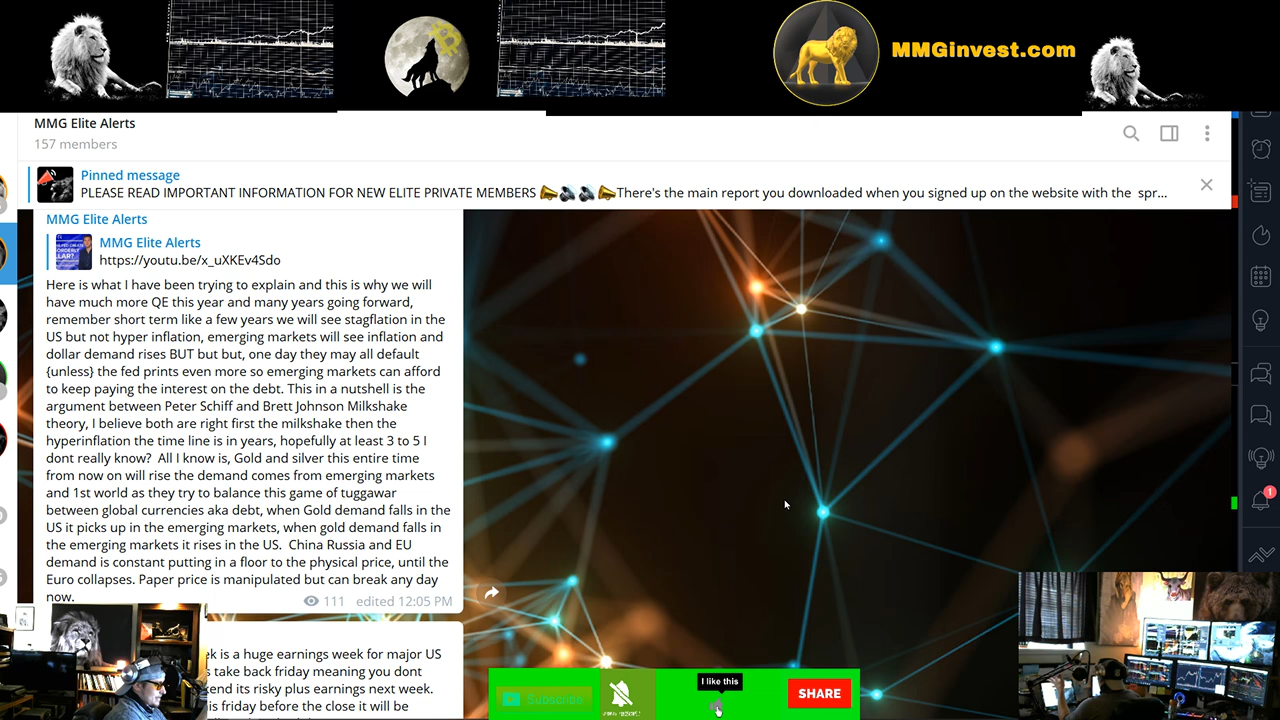 MMGinvest.com
MMG Elite Alerts
157 members
Pinned message
PLEASE READ IMPORTANT INFORMATION FOR NEW ELITE PRIVATE MEMBERS 📣🔊🔊📣There's the main report you downloaded when you signed up on the website with the spr...
MMG Elite Alerts
MMG Elite Alerts
https://youtu.be/x_uXKEv4Sdo
Here is what I have been trying to explain and this is why we will
have much more QE this year and many years going forward,
remember short term like a few years we will see stagflation in the
US but not hyper inflation, emerging markets will see inflation and
dollar demand rises BUT but but, one day they may all default
{unless} the fed prints even more so emerging markets can afford
to keep paying the interest on the debt. This in a nutshell is the
argument between Peter Schiff and Brett Johnson Milkshake
theory, I believe both are right first the milkshake then the
hyperinflation the time line is in years, hopefully at least 3 to 5 I
dont really know? All I know is, Gold and silver this entire time
from now on will rise the demand comes from emerging markets
and 1st world as they try to balance this game of tuggawar
between global currencies aka debt, when Gold demand falls in the
US it picks up in the emerging markets, when gold demand falls in
the emerging markets it rises in the US. China Russia and EU
demand is constant putting in a floor to the physical price, until the
Euro collapses. Paper price is manipulated but can break any day
now.
111 edited 12:05 PM
is a huge earnings week for major US
take back friday meaning you dont
its risky plus earnings next week.
friday before the close it will be
Subscribe
I like this
SHARE
1